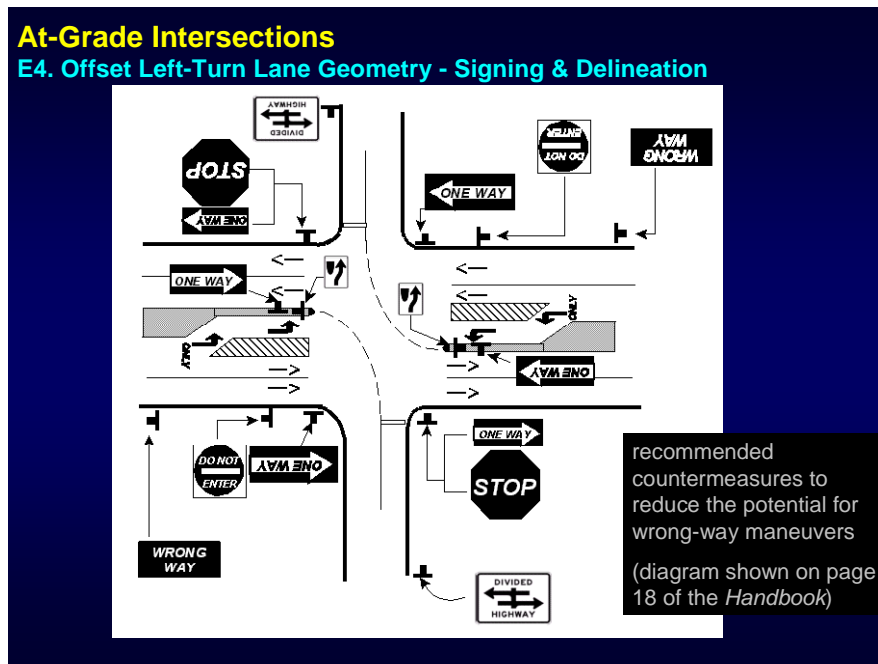 At-Grade Intersections
E4. Offset Left-Turn Lane Geometry - Signing & Delineation
DIVIDED
HIGHWAY
STOP
ONE WAY
ONE WAY
DO NOT
ENTER
WRONG
WAY
ONE WAY
ONLY
ONLY
ONE WAY
DO NOT
ENTER
ONE WAY
WRONG
WAY
ONE WAY
STOP
DIVIDED
HIGHWAY
recommended
countermeasures to
reduce the potential for
wrong-way maneuvers
(diagram shown on page
18 of the Handbook)